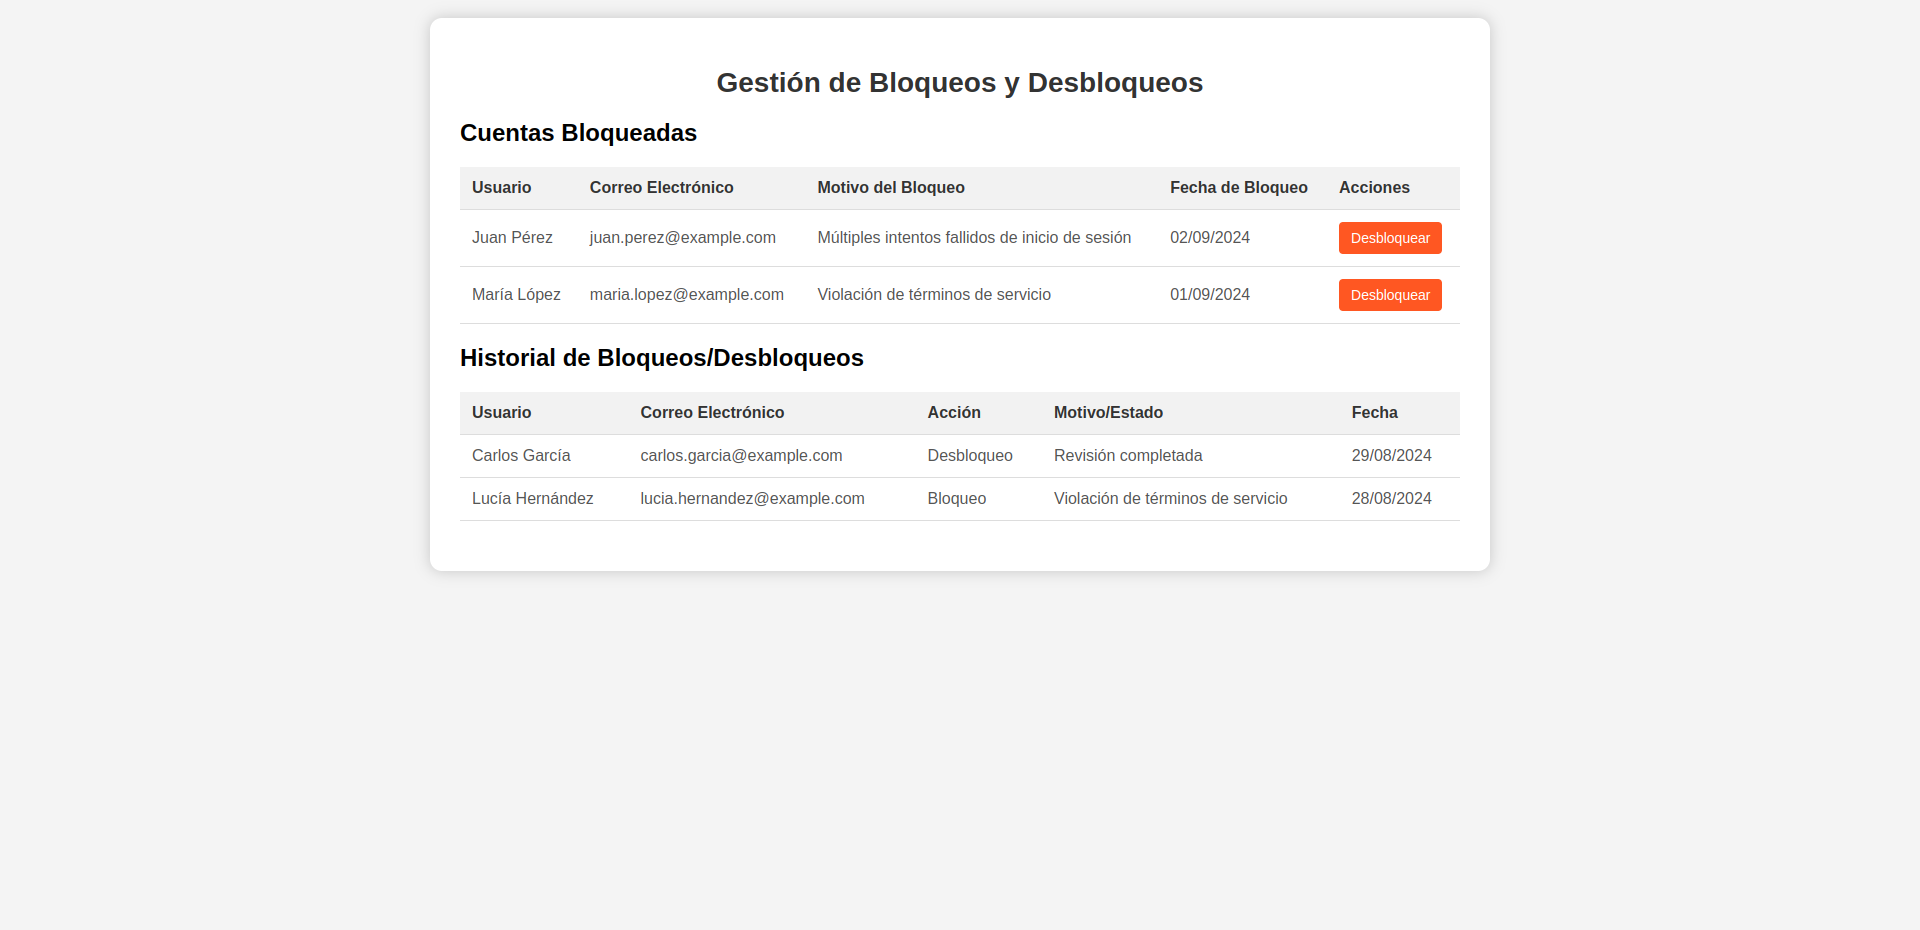 Gestión de Bloqueos y Desbloqueos
Cuentas Bloqueadas
Usuario Correo Electrónico Motivo del Bloqueo Fecha de Bloqueo Acciones
Juan Pérez juan.perez@example.com Múltiples intentos fallidos de inicio de sesión 02/09/2024 Desbloquear
María López maria.lopez@example.com Violación de términos de servicio 01/09/2024 Desbloquear
Historial de Bloqueos/Desbloqueos
Usuario Correo Electrónico Acción Motivo/Estado Fecha
Carlos García carlos.garcia@example.com Desbloqueo Revisión completada 29/08/2024
Lucía Hernández lucia.hernandez@example.com Bloqueo Violación de términos de servicio 28/08/2024